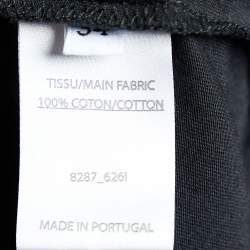 34
TISSU/MAIN FABRIC
100% COTON/COTTON
8287_6261
MADE IN PORTUGAL